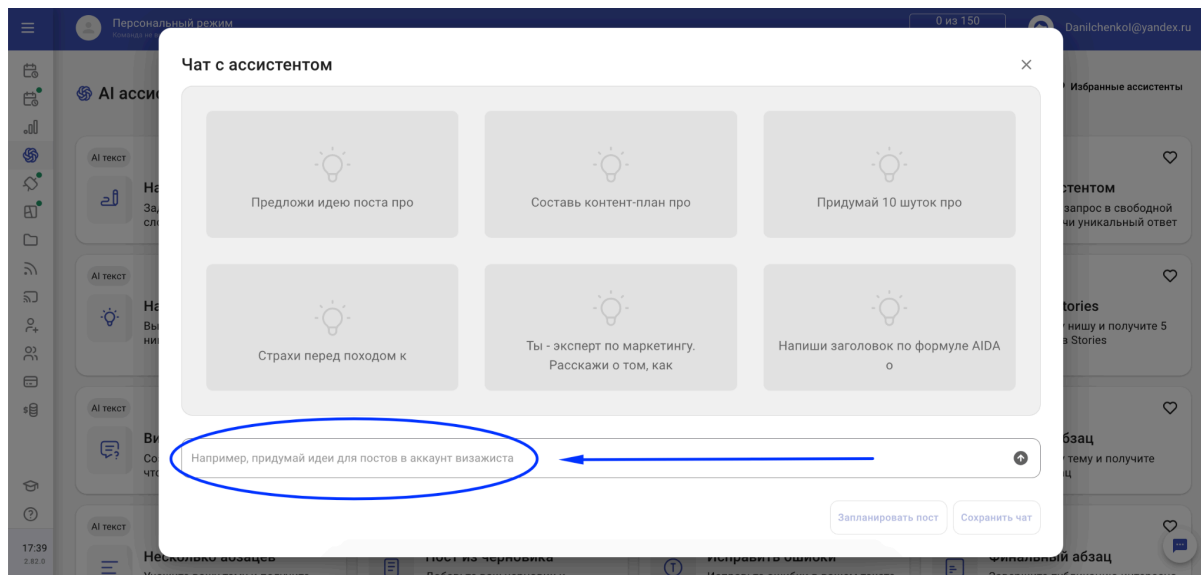 Персональный режим
0 из 150
Danilchenkol@yandex.ru
Чат с ассистентом
AI асси
Избранные ассистенты
AI текст
Предложи идею поста про
Составь контент-план про
Придумай 10 шуток про
стентом
запрос в свободной
чи уникальный ответ
AI текст
Страхи перед походом к
Ты - эксперт по маркетингу.
Расскажи о том, как
Напиши заголовок по формуле AIDA
о
tories
нишу и получите 5
в Stories
AI текст
Например, придумай идеи для постов в аккаунт визажиста
бзац
тему и получите
Запланировать пост
Сохранить чат
AI текст
17:39
2.82.0
Несколько абзацев
Пост из черновика
Исправить ошибки
Финальный абзац